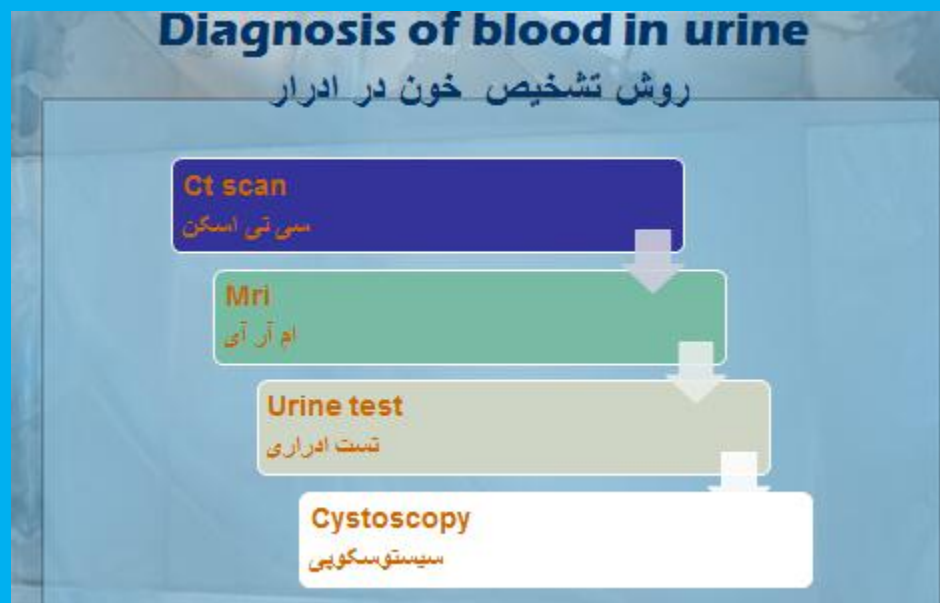 Diagnosis of blood in urine
روش تشخیص خون در ادرار
Ct scan
سی تی اسکن
Mri
ام آر آی
Urine test
تست ادراری
Cystoscopy
سیستوسکوپی